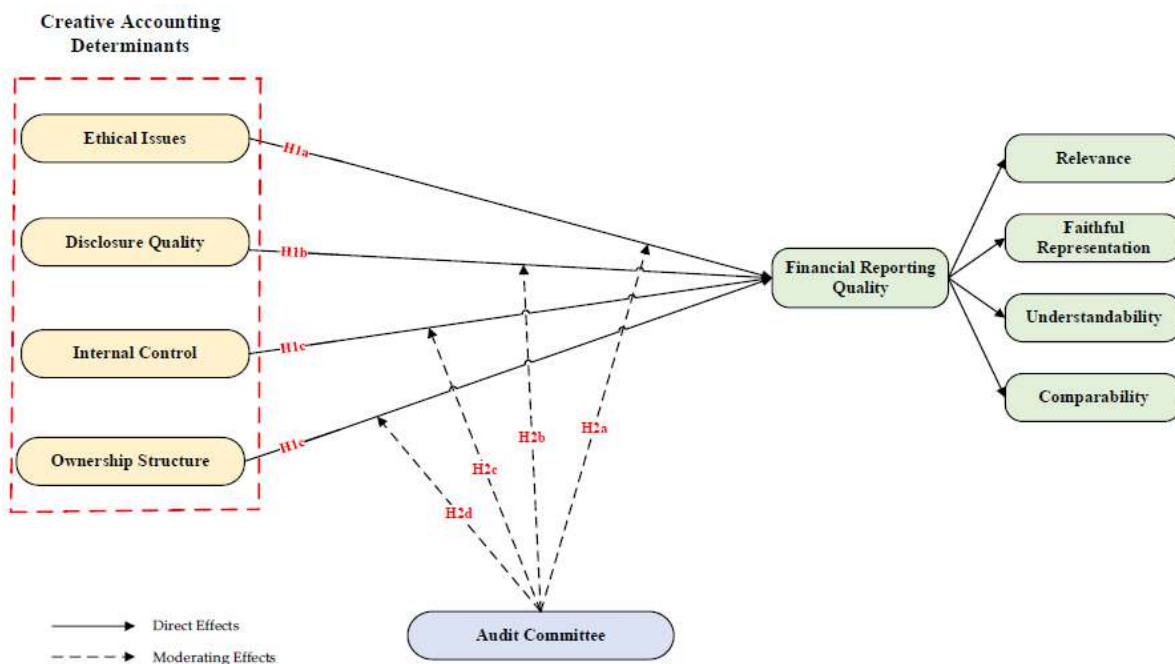 Creative Accounting
Determinants
Ethical Issues
H1a
Relevance
Disclosure Quality
H1b
Faithful
Representation
Financial Reporting
Quality
Internal Control
H1c
Understandability
Comparability
Ownership Structure
H1c
H2a
H2b
H2c
H2d
Audit Committee
Direct Effects
Moderating Effects